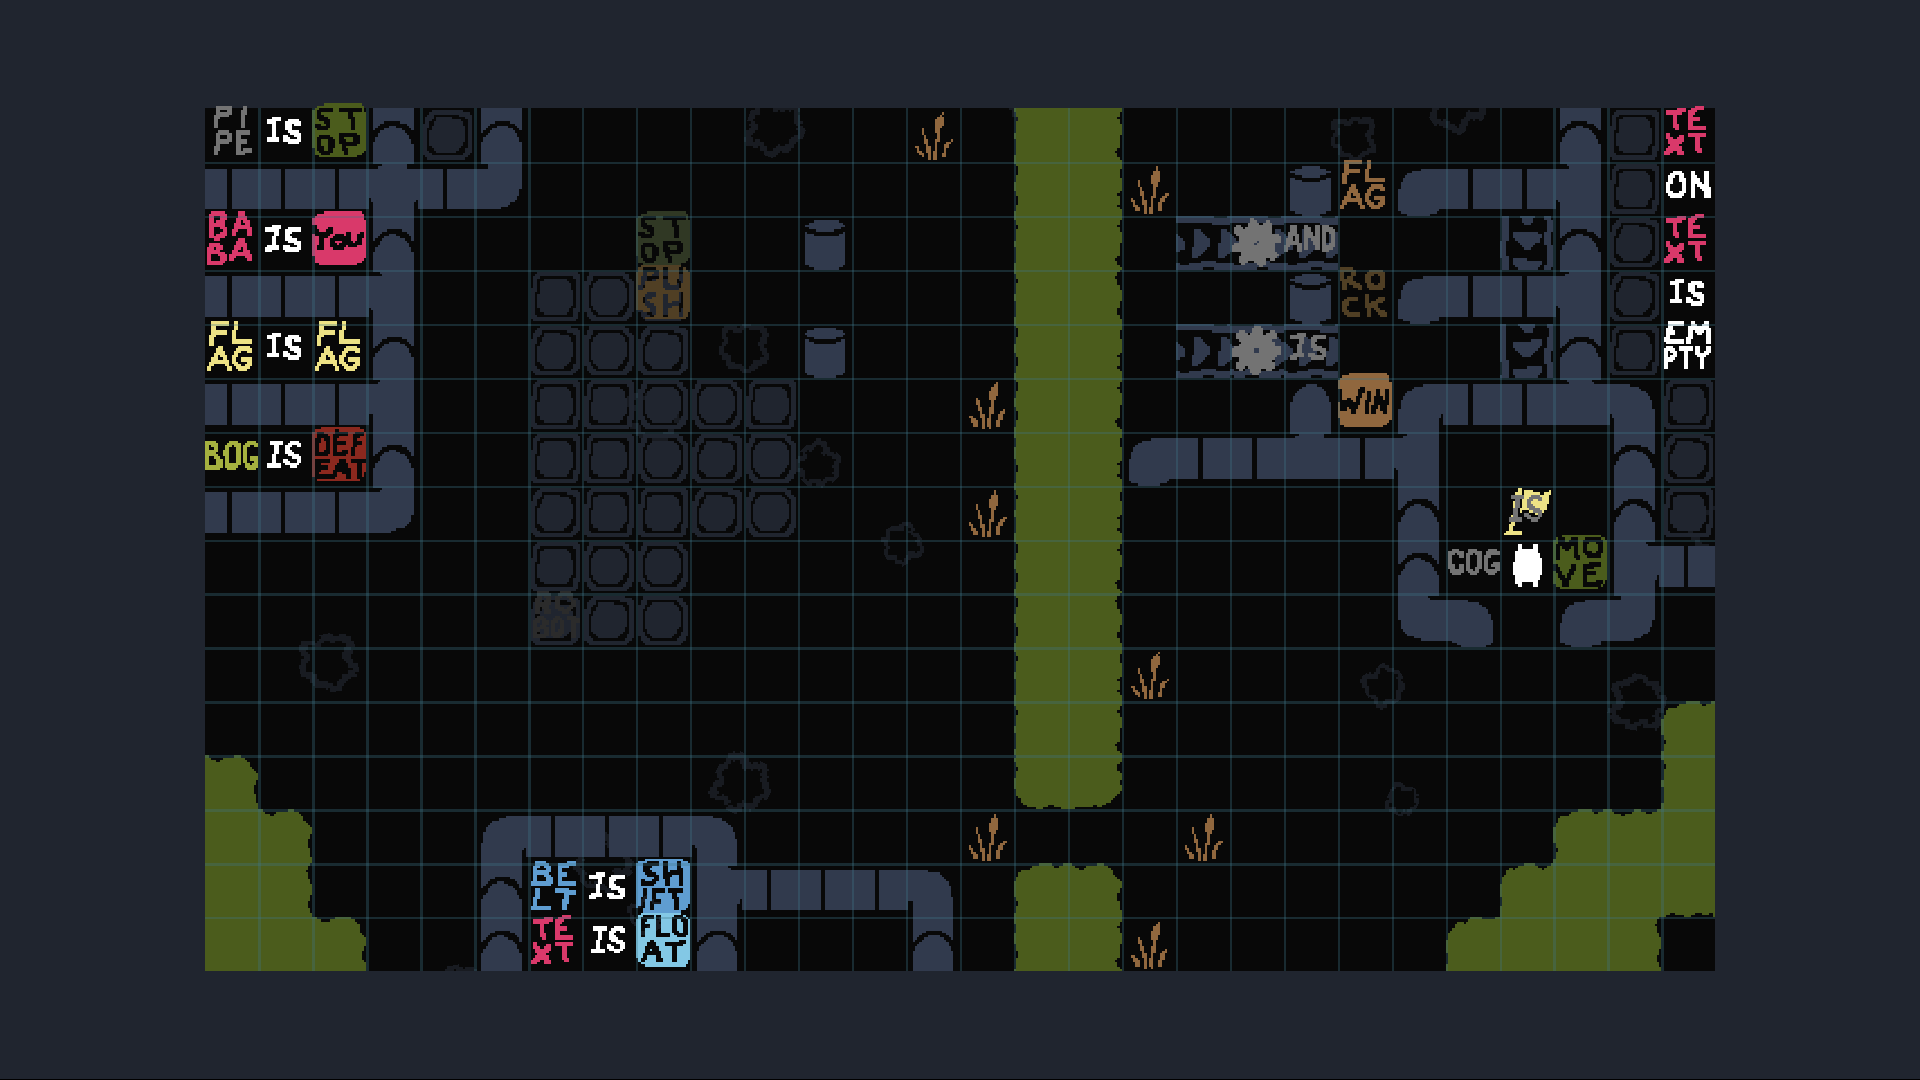 PIPE IS STOP
TEXT
ON
FLAG
BABA IS YOU
STOP
AND
TEXT
PUSH
ROCK
IS
FLAG IS FLAG
IS
EMPTY
WIN
BOG IS DEFEAT
IS
COG MOVE
ROBOT
BELT IS SHIFT
TEXT IS FLOAT